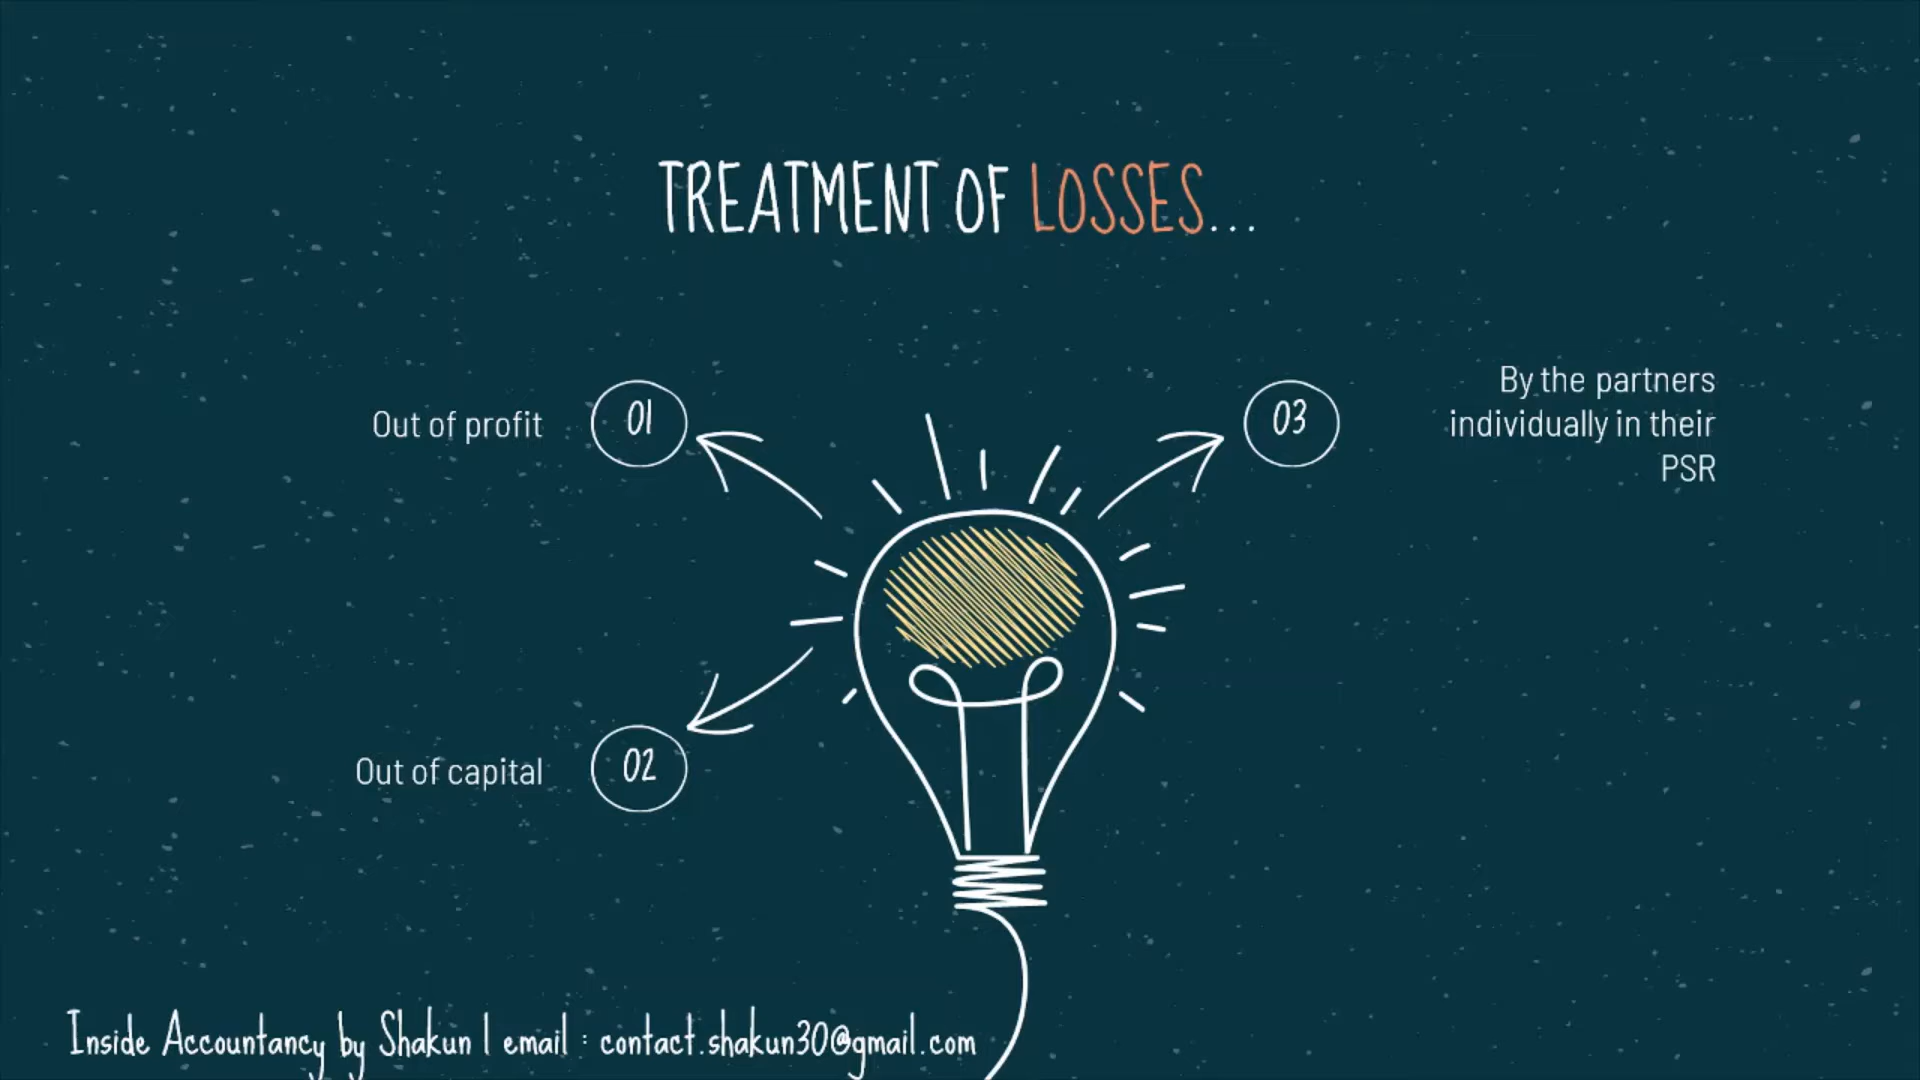 TREATMENT OF LOSSES...
Out of profit
01
03
By the partners
individually in their
PSR
Out of capital
02
Inside Accountancy by Shakun | email : contact.shakun30@gmail.com